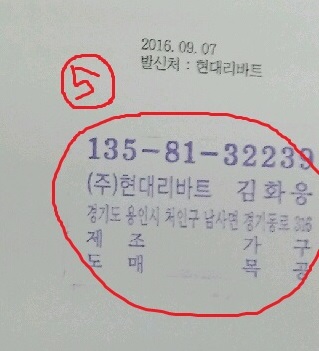 2016. 09. 07
발신처 : 현대리바트
5
135-81-32239
(주)현대리바트 김화응
경기도 용인시 처인구 남사면 경기동로 316
제 조 가 구
도 매 목 공